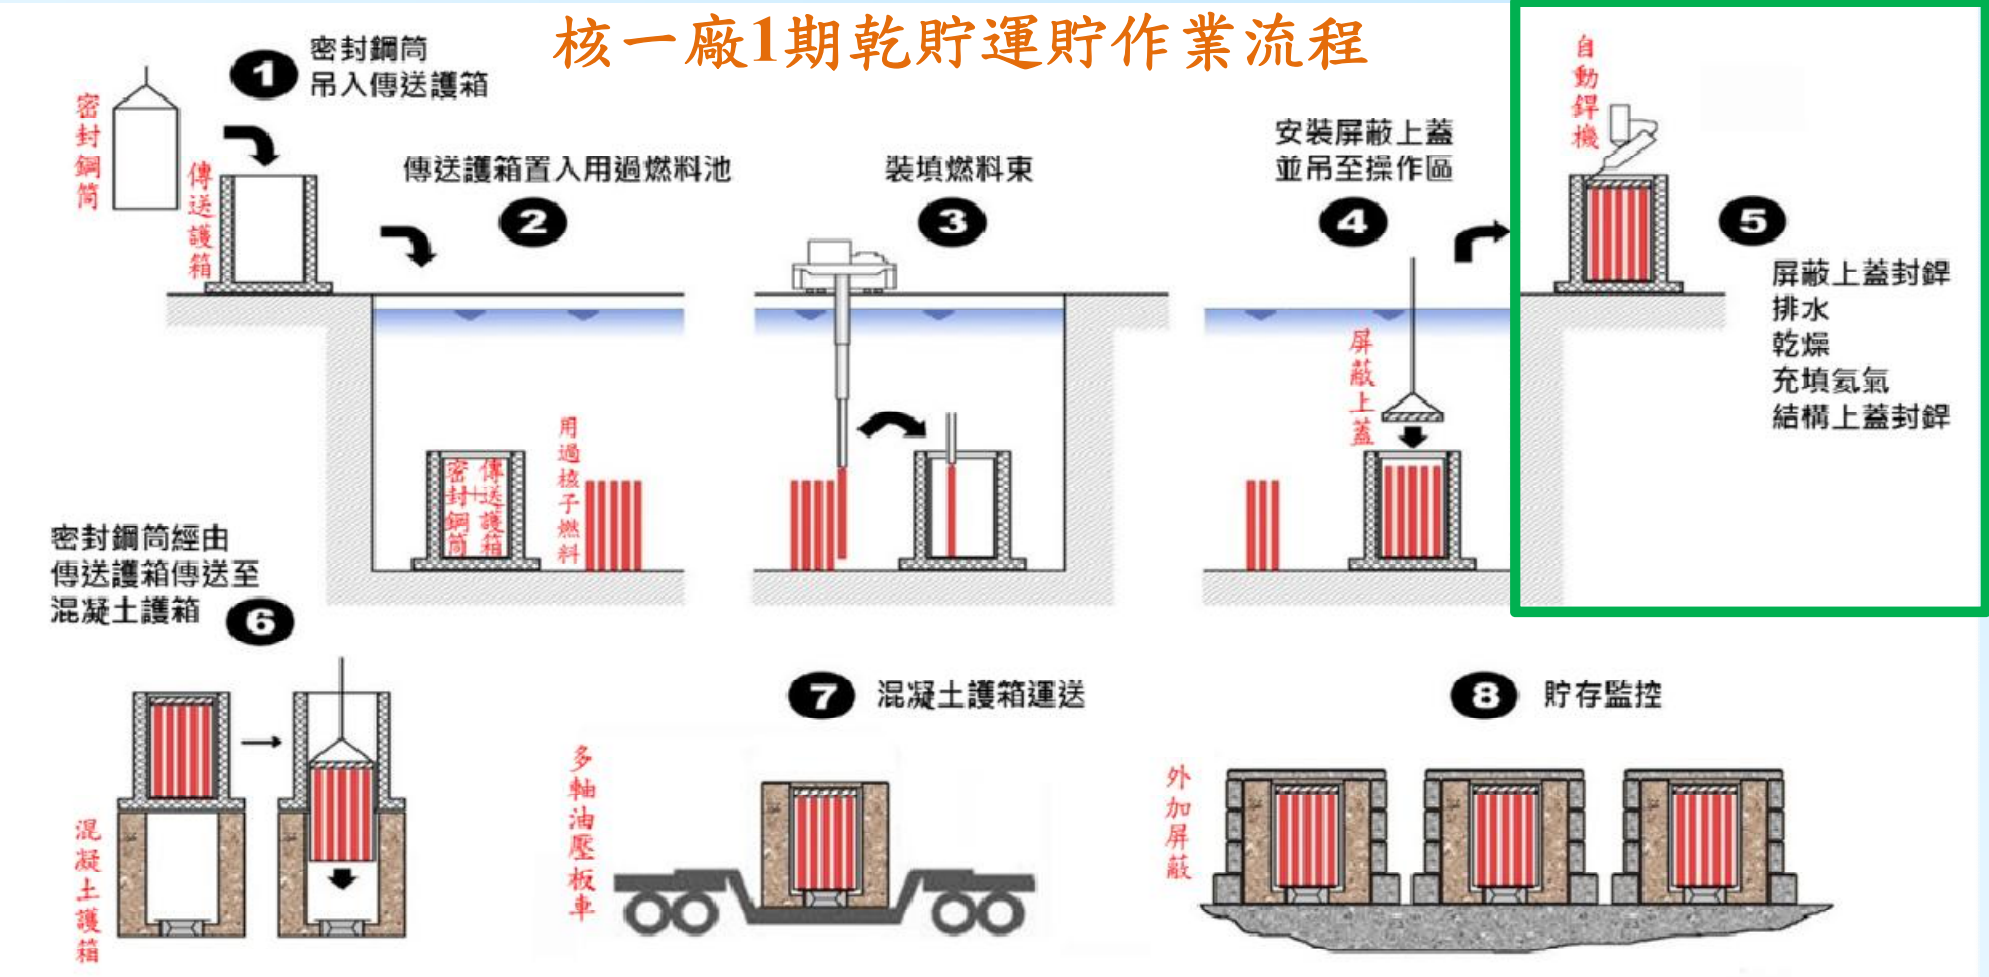 核一廠1期乾貯運貯作業流程
1
密封鋼筒
吊入傳送護箱
密封鋼筒
傳送護箱
傳送護箱置入用過燃料池
2
密封鋼筒
+
傳送護箱
用過核子燃料
裝填燃料束
3
安裝屏蔽上蓋
並吊至操作區
4
屏蔽上蓋
自動銲機
5
屏蔽上蓋封銲
排水
乾燥
充填氦氣
結構上蓋封銲
密封鋼筒經由
傳送護箱傳送至
混凝土護箱
6
混凝土護箱
7
混凝土護箱運送
多軸油壓板車
8
貯存監控
外加屏蔽